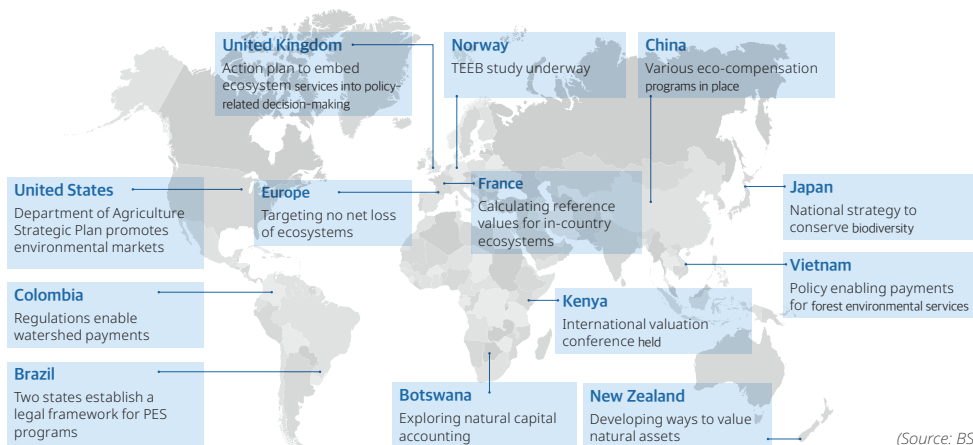 United Kingdom
Action plan to embed
ecosystem services into policy-
related decision-making
Norway
TEEB study underway
China
Various eco-compensation
programs in place
United States
Department of Agriculture
Strategic Plan promotes
environmental markets
Europe
Targeting no net loss
of ecosystems
France
Calculating reference
values for in-country
ecosystems
Japan
National strategy to
conserve biodiversity
Vietnam
Policy enabling payments
for forest environmental services
Colombia
Regulations enable
watershed payments
Kenya
International valuation
conference held
Brazil
Two states establish a
legal framework for PES
programs
Botswana
Exploring natural capital
accounting
New Zealand
Developing ways to value
natural assets
(Source: BS